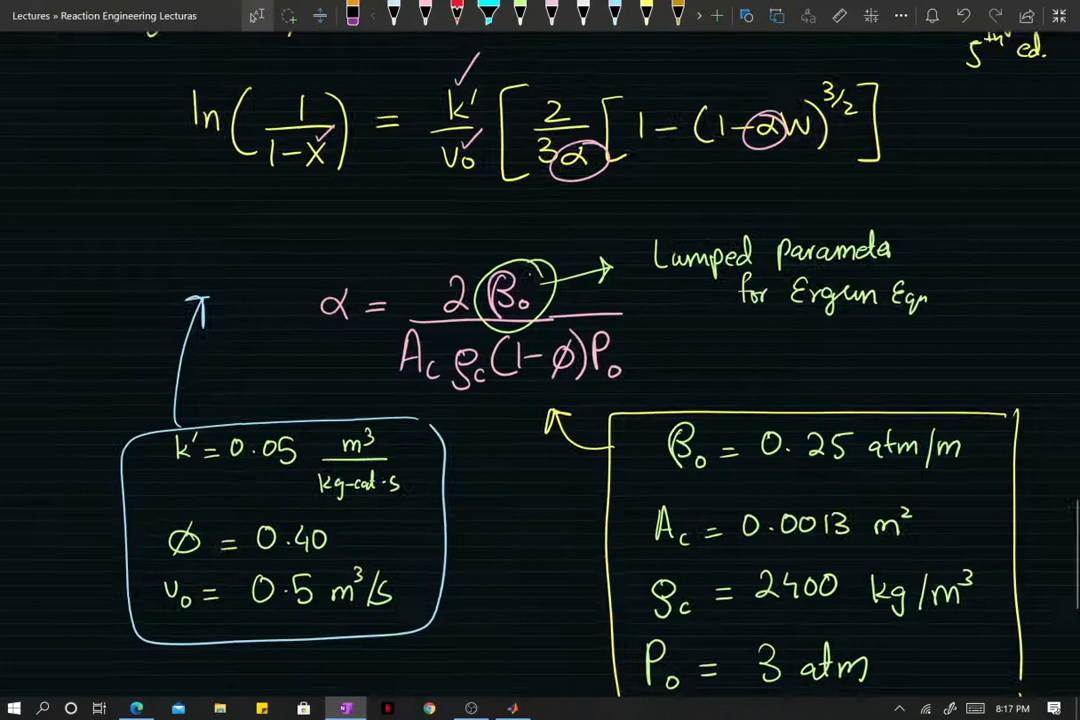 Lectures » Reaction Engineering Lecturas
5th ed.
ln(1/(1-X)) = k'/v₀ [2/(3α) [1-(1-αW)^3/2]
α = 2β₀/(A_c ρ_c(1-ϕ)P₀)
Lumped parameter
for Ergun Eqn
k' = 0.05 m³/(kg-cat·s)
ϕ = 0.40
v₀ = 0.5 m³/s
β₀ = 0.25 atm/m
A_c = 0.0013 m²
ρ_c = 2400 kg/m³
P₀ = 3 atm
8:17 PM